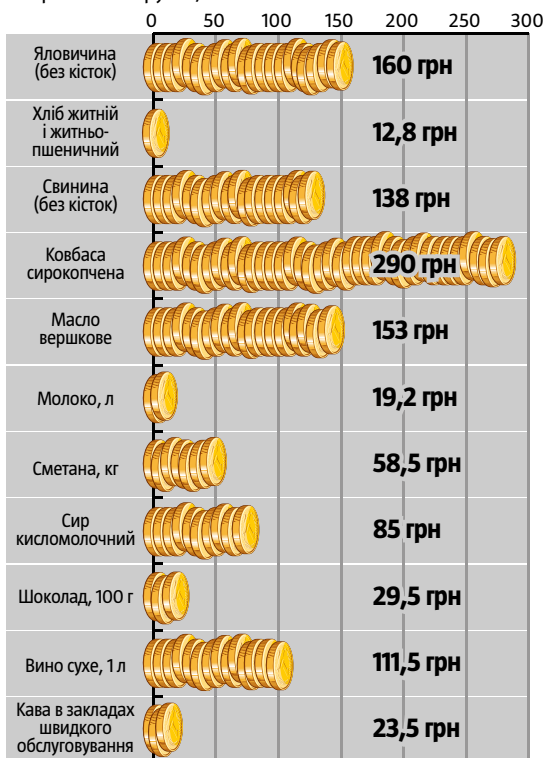 0 50 100 150 200 250 300
Яловичина
(без кісток)
160 грн
Хліб житній
і житньо-
пшеничний
12,8 грн
Свинина
(без кісток)
138 грн
Ковбаса
сирокопчена
290 грн
Масло
вершкове
153 грн
Молоко, л
19,2 грн
Сметана, кг
58,5 грн
Сир
кисломолочний
85 грн
Шоколад, 100 г
29,5 грн
Вино сухе, 1 л
111,5 грн
Кава в закладах
швидкого
обслуговування
23,5 грн